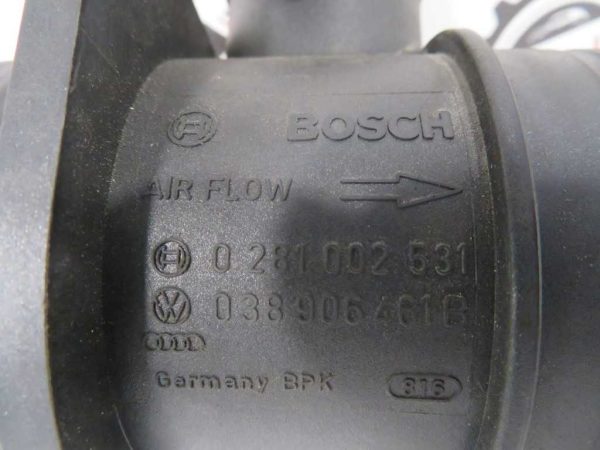 BOSCH
AIR FLOW
0 281 002 531
038 906 461 B
Germany BPK 816